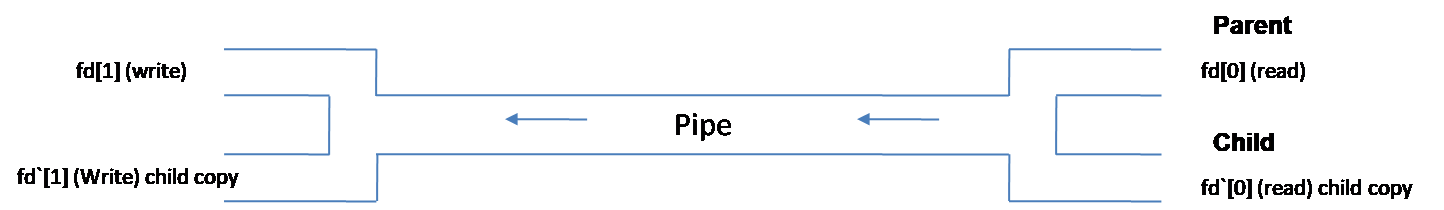 Parent
fd[1] (write)
fd[0] (read)
Pipe
Child
fd`[1] (Write) child copy
fd`[0] (read) child copy